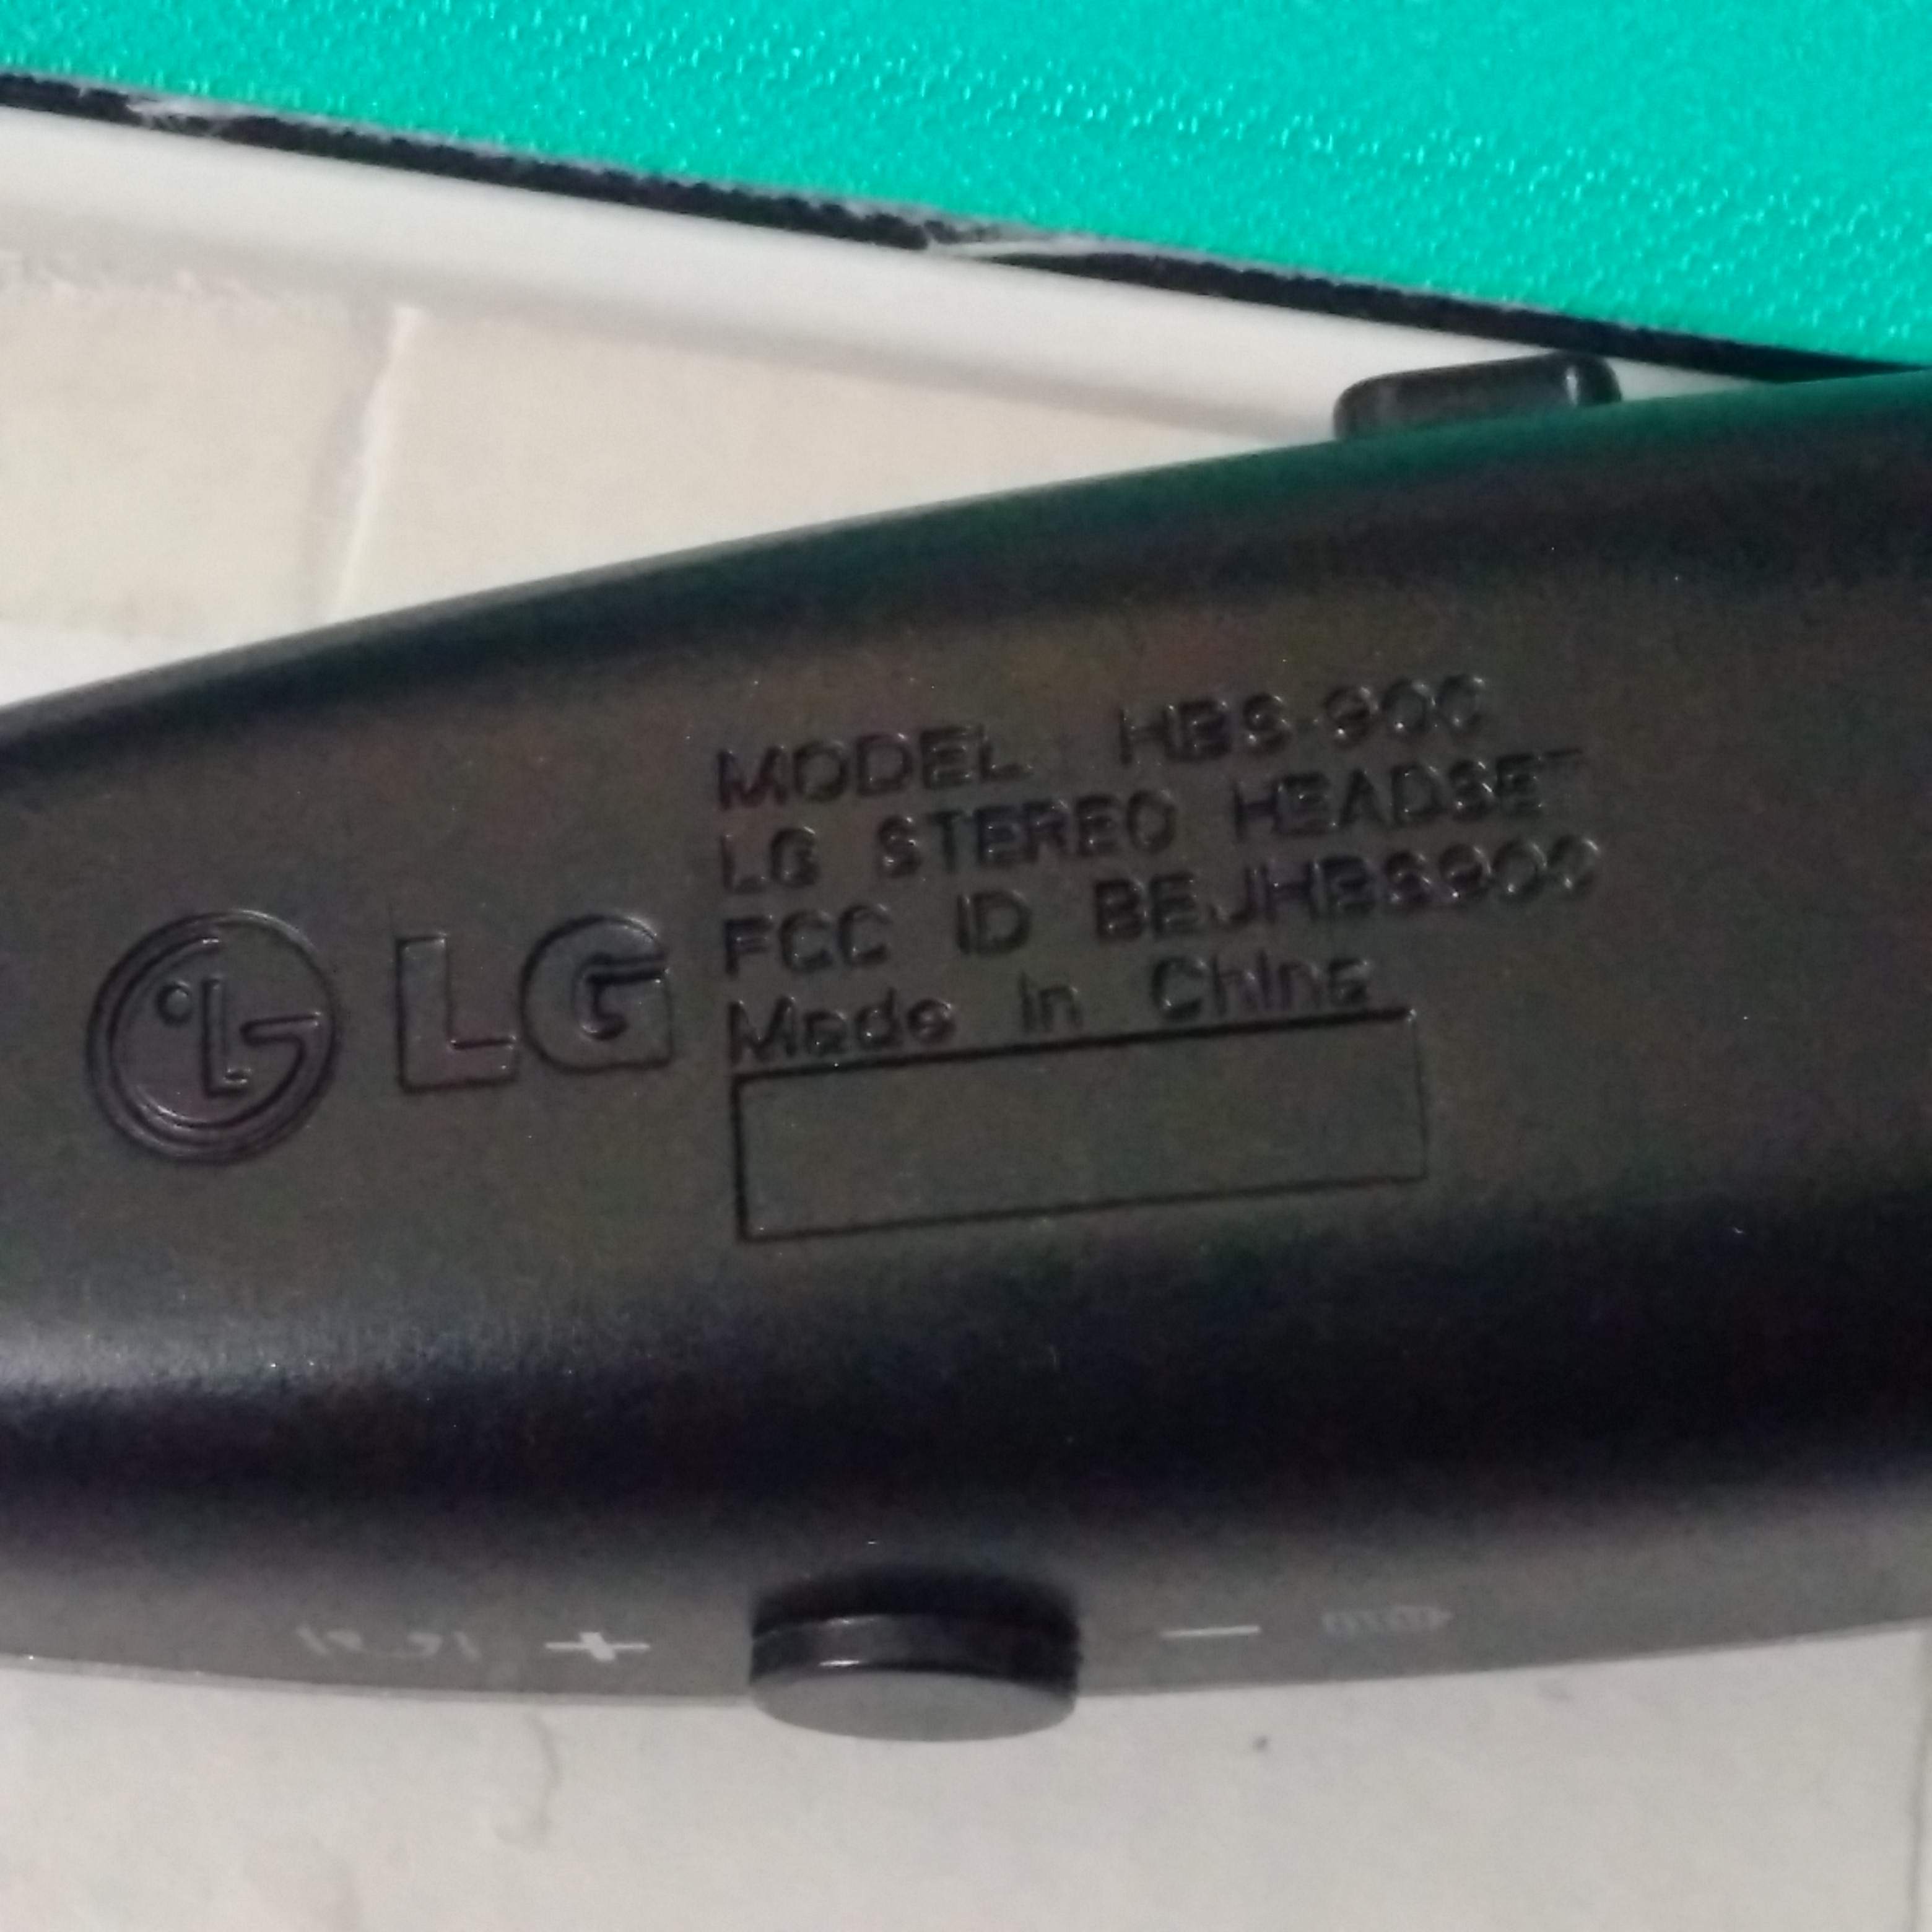 LG
MODEL HBS-900
LG STEREO HEADSET
FCC ID BEJHBS900
Made in China
+ −